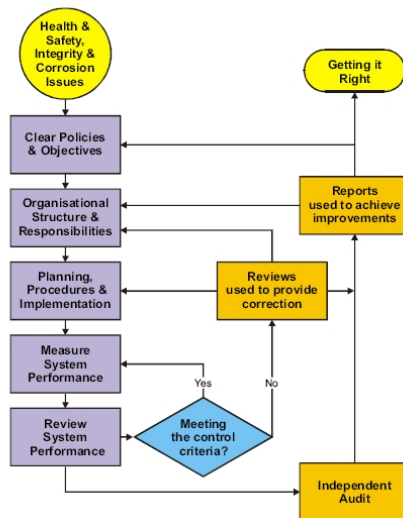 Health &
Safety,
Integrity &
Corrosion
Issues
Getting it
Right
Clear Policies
& Objectives
Organisational
Structure &
Responsibilities
Reports
used to achieve
improvements
Planning,
Procedures &
Implementation
Reviews
used to provide
correction
Measure
System
Performance
Yes
No
Review
System
Performance
Meeting
the control
criteria?
Independent
Audit